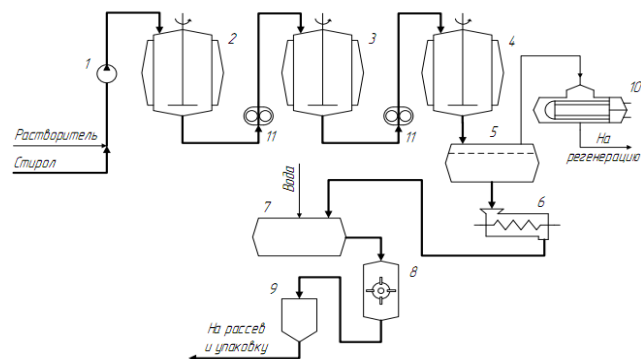 1
2
3
4
5
6
7
8
9
10
11
11
Растворитель
Стирол
На
регенерацию
Вода
На рассев
и упаковку